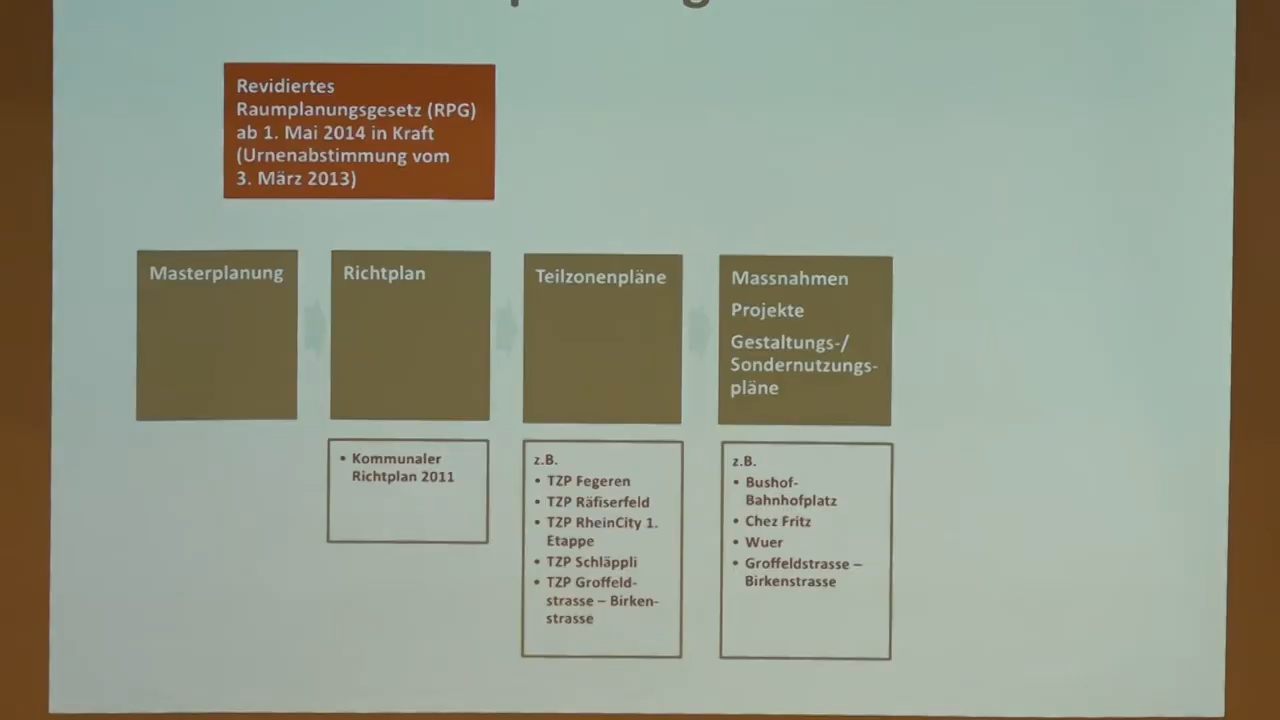 Revidiertes
Raumplanungsgesetz (RPG)
ab 1. Mai 2014 in Kraft
(Urnenabstimmung vom
3. März 2013)
Masterplanung
Richtplan
Teilzonenpläne
Massnahmen
Projekte
Gestaltungs-/
Sondernutzungs-
pläne
• Kommunaler
Richtplan 2011
z.B.
• TZP Fegeren
• TZP Räfiserfeld
• TZP RheinCity 1.
Etappe
• TZP Schläppli
• TZP Groffeld-
strasse – Birken-
strasse
z.B.
• Bushof-
Bahnhofplatz
• Chez Fritz
• Wuer
• Groffeldstrasse –
Birkenstrasse